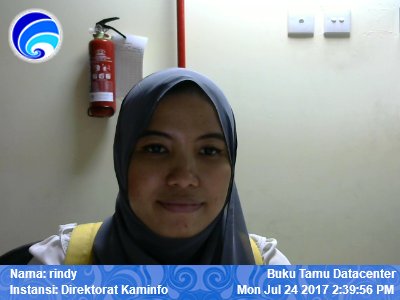 Nama: rindy
Buku Tamu Datacenter
Instansi: Direktorat Kaminfo
Mon Jul 24 2017 2:39:56 PM